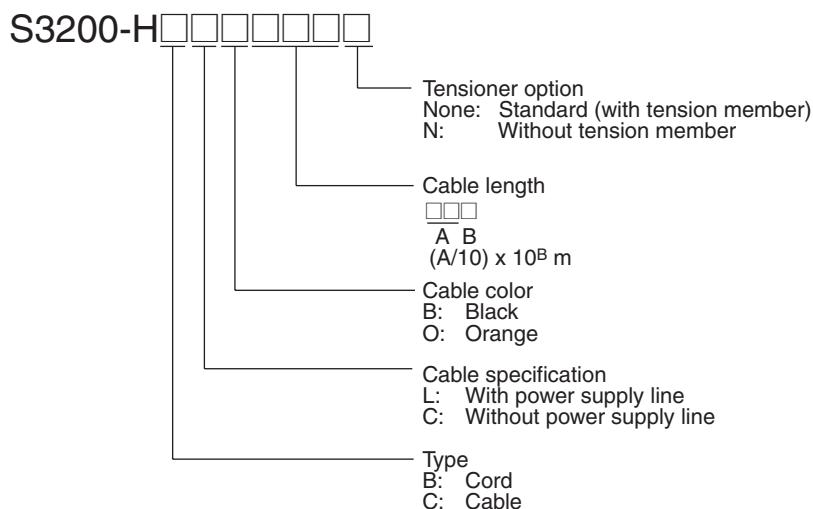 S3200-H□□□□□□□
Tensioner option
None: Standard (with tension member)
N: Without tension member
Cable length
□□□
A B
(A/10) x 10ᴮ m
Cable color
B: Black
O: Orange
Cable specification
L: With power supply line
C: Without power supply line
Type
B: Cord
C: Cable